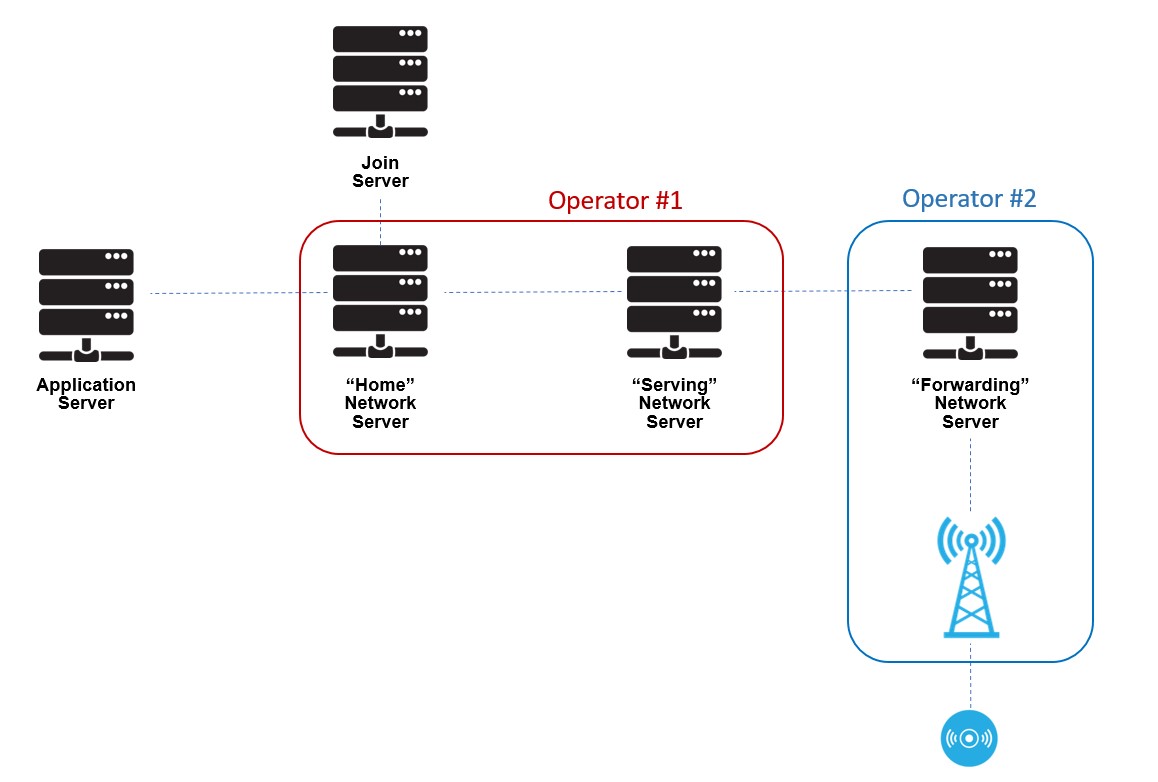 Join
Server
Operator #1
Operator #2
Application
Server
“Home”
Network
Server
“Serving”
Network
Server
“Forwarding”
Network
Server